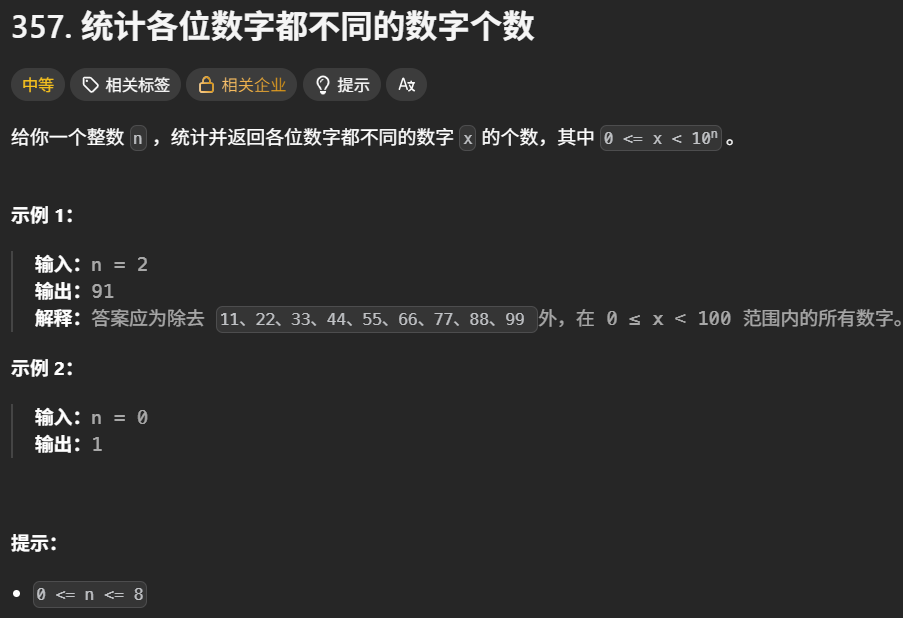 357. 统计各位数字都不同的数字个数
中等 相关标签 相关企业 提示 A文
给你一个整数 n ，统计并返回各位数字都不同的数字 x 的个数，其中 0 <= x < 10ⁿ 。
示例 1：
输入：n = 2
输出：91
解释：答案应为除去 11、22、33、44、55、66、77、88、99 外，在 0 ≤ x < 100 范围内的所有数字。
示例 2：
输入：n = 0
输出：1
提示：
• 0 <= n <= 8